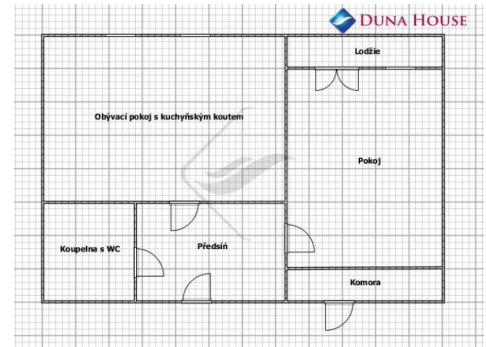 DUNA HOUSE
Lodžie
Obývací pokoj s kuchyňským koutem
Pokoj
Koupelna s WC
Předsíň
Komora